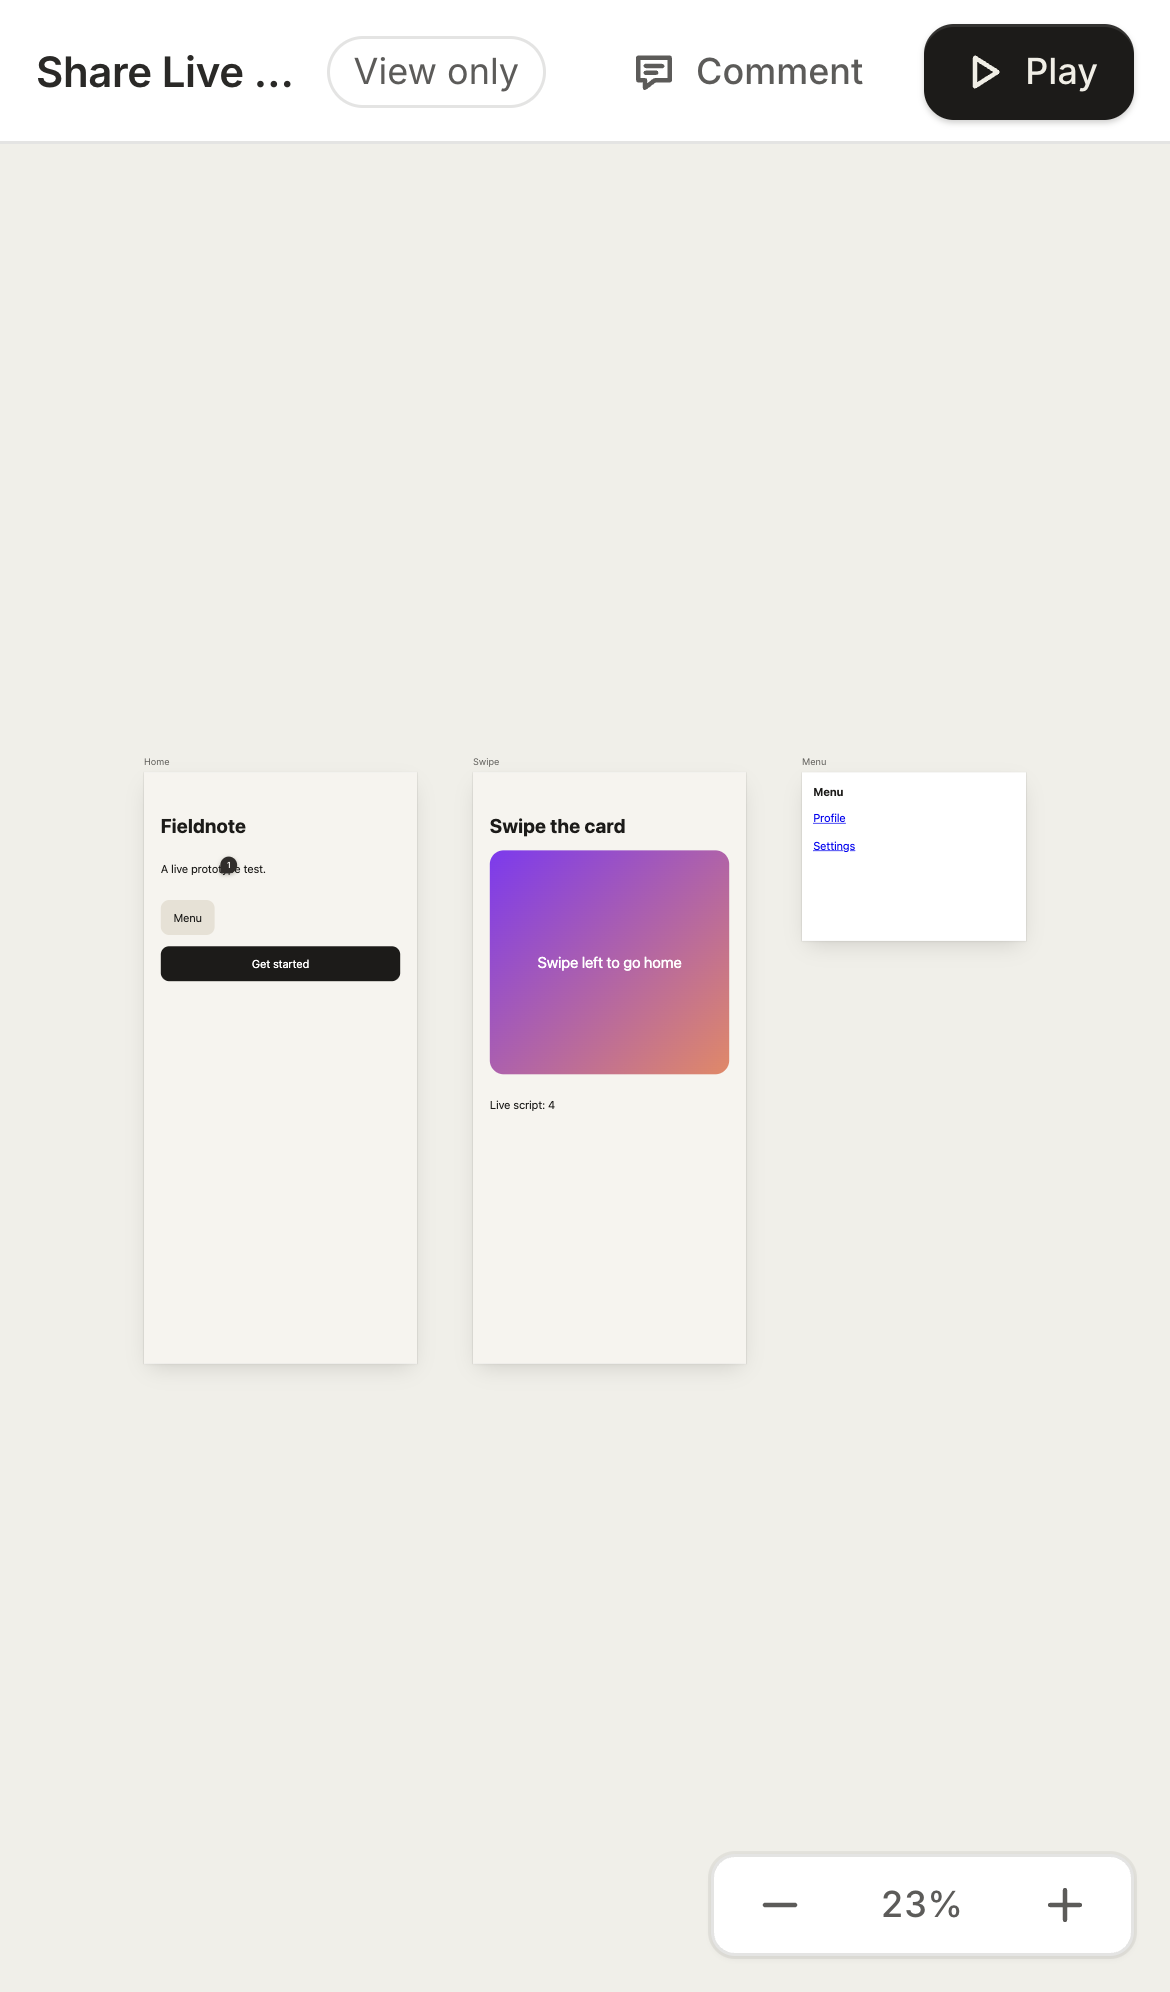 Share Live ...
View only
Comment
Play
Home
Fieldnote
1
A live test.
Menu
Get started
Swipe
Swipe the card
Swipe left to go home
Live script: 4
Menu
Menu
Profile
Settings
23%